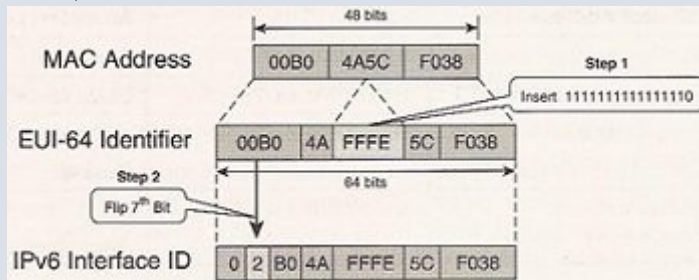 48 bits
MAC Address
00B0 4A5C F038
Step 1
Insert 1111111111111110
EUI-64 Identifier
00B0 4A FFFE 5C F038
Step 2
64 bits
Flip 7th Bit
IPv6 Interface ID
0 2 B0 4A FFFE 5C F038